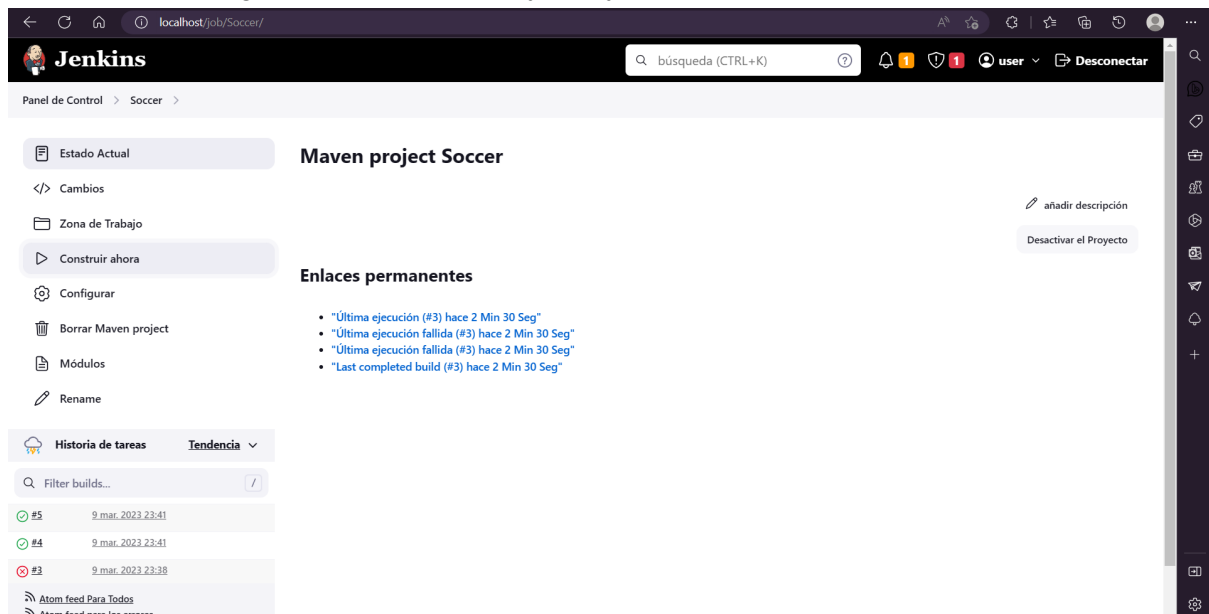 localhost/job/Soccer/
Jenkins
búsqueda (CTRL+K)
1
1
user
Desconectar
Panel de Control > Soccer >
Estado Actual
Cambios
Zona de Trabajo
Construir ahora
Configurar
Borrar Maven project
Módulos
Rename
Maven project Soccer
añadir descripción
Desactivar el Proyecto
Enlaces permanentes
"Última ejecución (#3) hace 2 Min 30 Seg"
"Última ejecución fallida (#3) hace 2 Min 30 Seg"
"Última ejecución fallida (#3) hace 2 Min 30 Seg"
"Last completed build (#3) hace 2 Min 30 Seg"
Historia de tareas Tendencia
Filter builds... /
#5 9 mar. 2023 23:41
#4 9 mar. 2023 23:41
#3 9 mar. 2023 23:38
Atom feed Para Todos